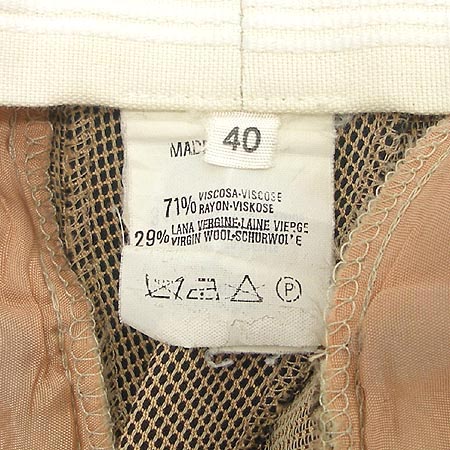 40
MADE
71% VISCOSA-VISCOSE
RAYON-VISKOSE
29% LANA VERGINE-LAINE VIERGE
VIRGIN WOOL-SCHURWOLLE
P